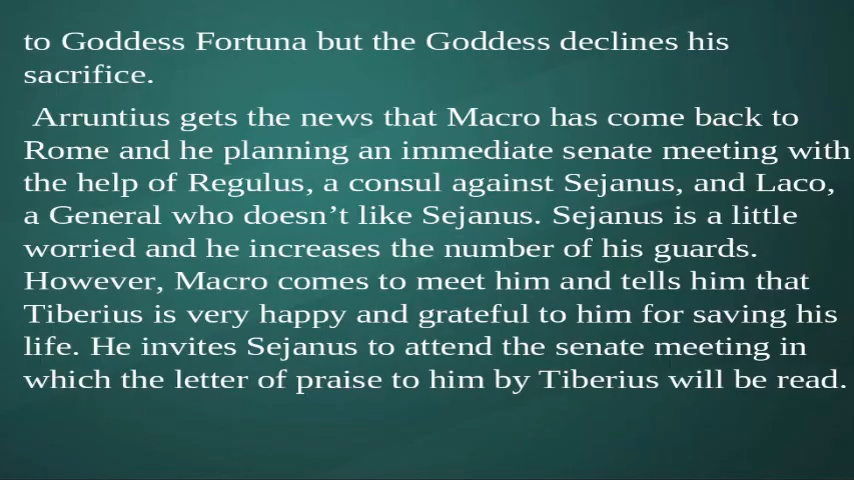 to Goddess Fortuna but the Goddess declines his
sacrifice.
Arruntius gets the news that Macro has come back to
Rome and he planning an immediate senate meeting with
the help of Regulus, a consul against Sejanus, and Laco,
a General who doesn’t like Sejanus. Sejanus is a little
worried and he increases the number of his guards.
However, Macro comes to meet him and tells him that
Tiberius is very happy and grateful to him for saving his
life. He invites Sejanus to attend the senate meeting in
which the letter of praise to him by Tiberius will be read.